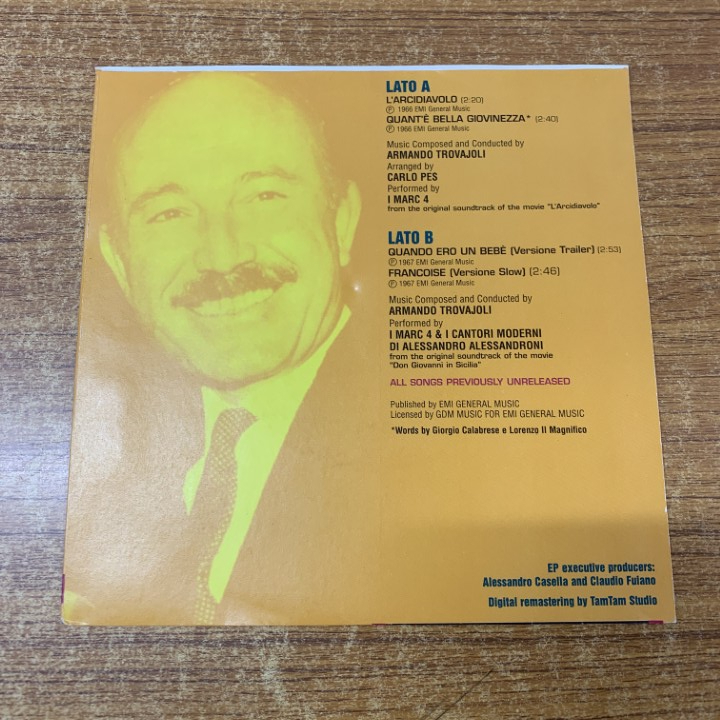 LATO A
L'ARCIDIAVOLO (2:20)
Ⓟ 1966 EMI General Music
QUANT'È BELLA GIOVINEZZA* (2:40)
Ⓟ 1966 EMI General Music
Music Composed and Conducted by
ARMANDO TROVAJOLI
Arranged by
CARLO PES
Performed by
I MARC 4
from the original soundtrack of the movie "L'Arcidiavolo"
LATO B
QUANDO ERO UN BEBÈ (Versione Trailer) (2:53)
Ⓟ 1967 EMI General Music
FRANCOISE (Versione Slow) (2:46)
Ⓟ 1967 EMI General Music
Music Composed and Conducted by
ARMANDO TROVAJOLI
Performed by
I MARC 4 & I CANTORI MODERNI
DI ALESSANDRO ALESSANDRONI
from the original soundtrack of the movie
"Don Giovanni in Sicilia"
ALL SONGS PREVIOUSLY UNRELEASED
Published by EMI GENERAL MUSIC
Licensed by GDM MUSIC FOR EMI GENERAL MUSIC
*Words by Giorgio Calabrese e Lorenzo Il Magnifico
EP executive producers:
Alessandro Casella and Claudio Fuiano
Digital remastering by TamTam Studio